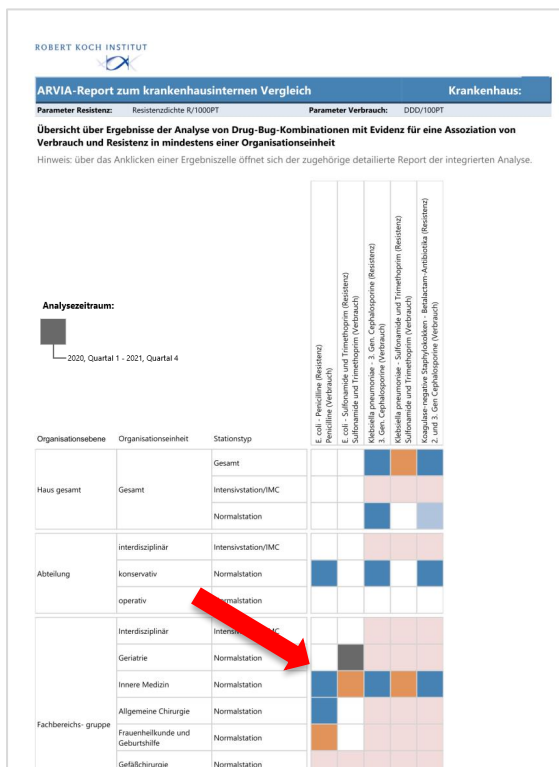 ROBERT KOCH INSTITUT
ARVIA-Report zum krankenhausinternen Vergleich Krankenhaus:
Parameter Resistenz: Resistenzdichte R/1000PT Parameter Verbrauch: DDD/100PT
Übersicht über Ergebnisse der Analyse von Drug-Bug-Kombinationen mit Evidenz für eine Assoziation von
Verbrauch und Resistenz in mindestens einer Organisationseinheit
Hinweis: über das Anklicken einer Ergebniszelle öffnet sich der zugehörige detailierte Report der integrierten Analyse.
Analysezeitraum:
2020, Quartal 1 - 2021, Quartal 4
E. coli - Penicilline (Resistenz)
Penicilline (Verbrauch)
E. coli - Sulfonamide und Trimethoprim (Resistenz)
Sulfonamide und Trimethoprim (Verbrauch)
Klebsiella pneumoniae - 3. Gen. Cephalosporine (Resistenz)
3. Gen. Cephalosporine (Verbrauch)
Klebsiella pneumoniae - Sulfonamide und Trimethoprim (Resistenz)
Sulfonamide und Trimethoprim (Verbrauch)
Koagulase-negative Staphylokokken - Betalactam-Antibiotika (Resistenz)
2. und 3. Gen Cephalosporine (Verbrauch)
Organisationsebene Organisationseinheit Stationstyp
Gesamt
Haus gesamt Gesamt Intensivstation/IMC
Normalstation
interdisziplinär Intensivstation/IMC
Abteilung konservativ Normalstation
operativ Normalstation
Interdisziplinär
Geriatrie Normalstation
Innere Medizin Normalstation
Allgemeine Chirurgie Normalstation
Fachbereichs- gruppe
Frauenheilkunde und
Geburtshilfe Normalstation
Gefäßchirurgie Normalstation